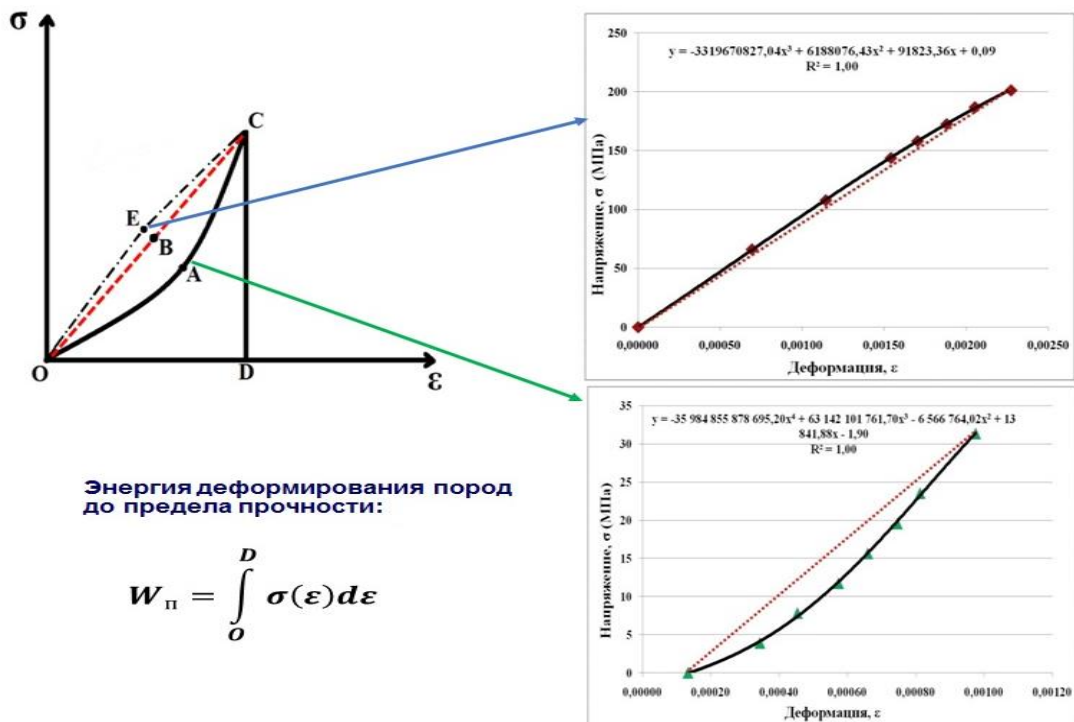 σ
C
E
B
A
O
D
ε
Энергия деформирования пород
до предела прочности:
D
Wп = ∫ σ(ε)dε
O
y = -3319670827,04x³ + 6188076,43x² + 91823,36x + 0,09
R² = 1,00
Напряжение, σ (МПа)
250
200
150
100
50
0
0,00000 0,00050 0,00100 0,00150 0,00200 0,00250
Деформация, ε
y = -35 984 855 878 695,20x⁴ + 63 142 101 761,70x³ - 6 566 764,02x² + 13
841,88x - 1,90
R² = 1,00
Напряжение, σ (МПа)
35
30
25
20
15
10
5
0
0,00000 0,00020 0,00040 0,00060 0,00080 0,00100 0,00120
Деформация, ε